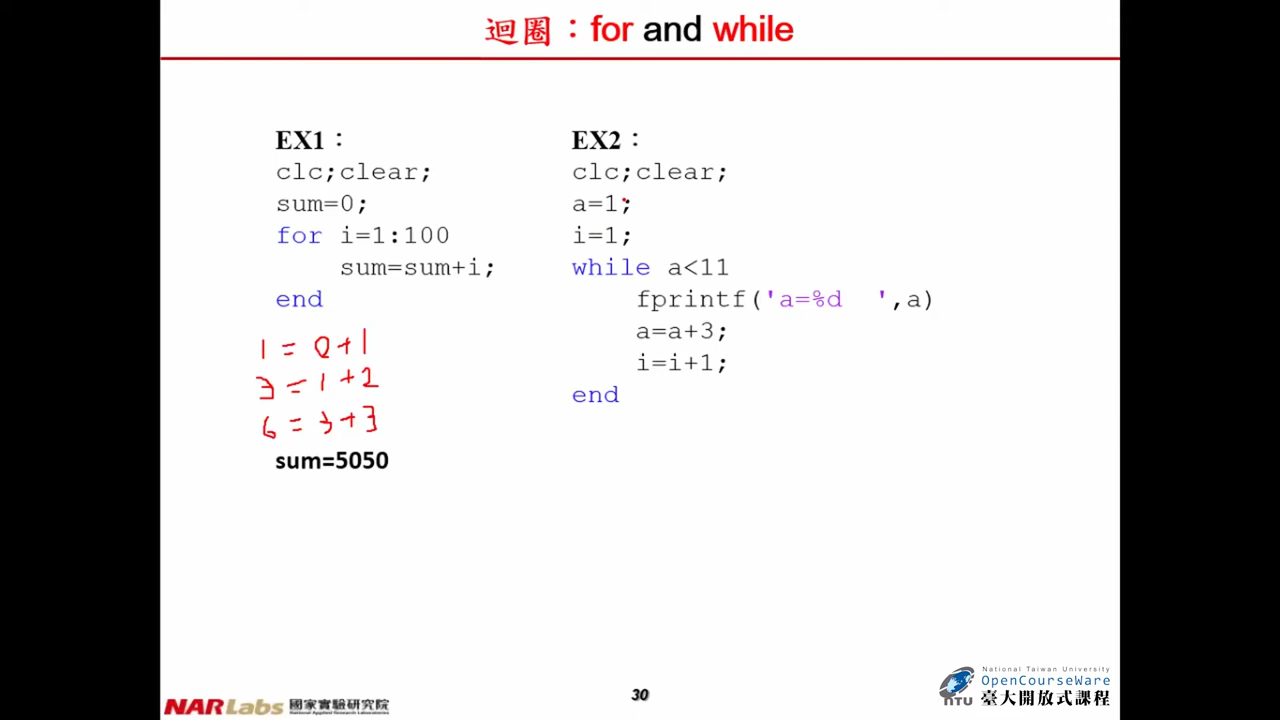 迴圈：for and while
EX1：
clc;clear;
sum=0;
for i=1:100
sum=sum+i;
end
1 = 0+1
3 = 1+2
6 = 3+3
sum=5050
EX2：
clc;clear;
a=1;
i=1;
while a<11
fprintf('a=%d  ',a)
a=a+3;
i=i+1;
end
NARLabs 國家實驗研究院
National Applied Research Laboratories
30
National Taiwan University
OpenCourseWare
NTU 臺大開放式課程